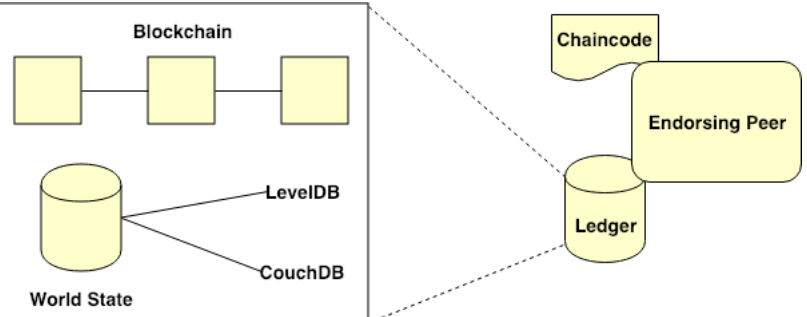 Blockchain
LevelDB
CouchDB
World State
Chaincode
Endorsing Peer
Ledger